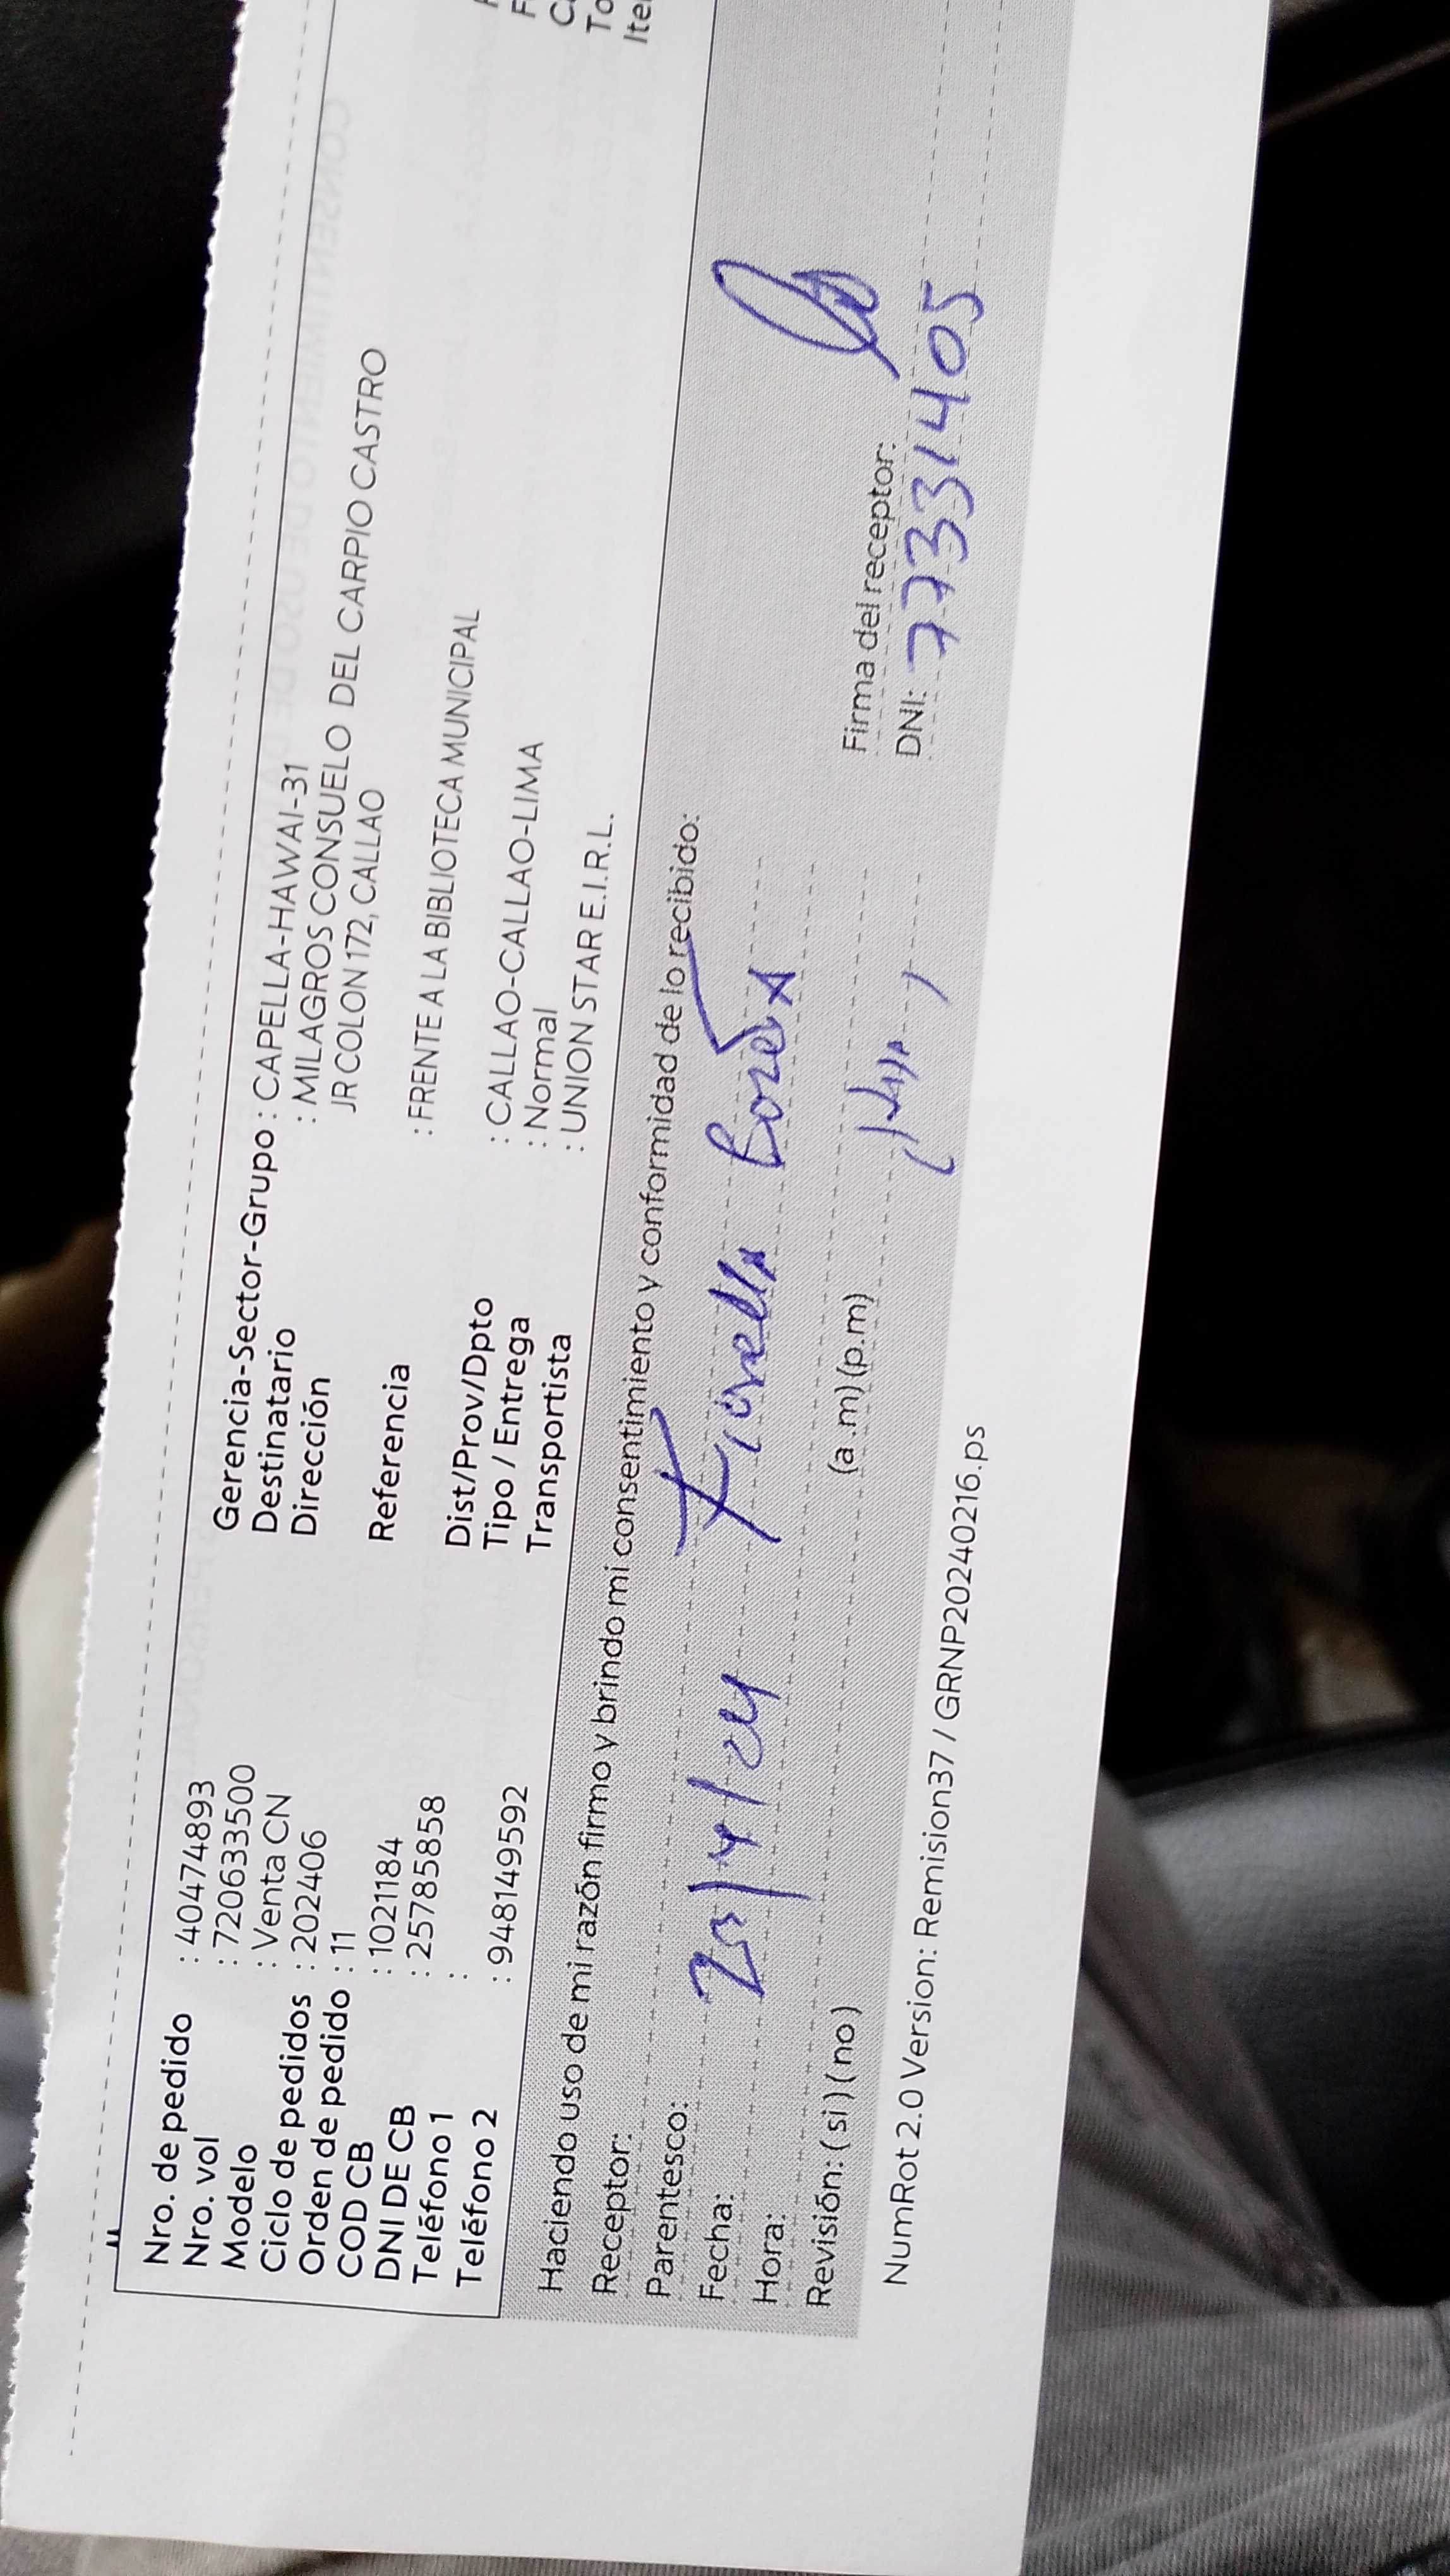 Nro. de pedido : 40474893
Nro. vol : 720633500
Modelo : Venta CN
Ciclo de pedidos : 202406
Orden de pedido : 11
COD CB : 1021184
DNI DE CB : 25785858
Teléfono 1 :
Teléfono 2 : 948149592
Gerencia-Sector-Grupo : CAPELLA-HAWAI-31
Destinatario : MILAGROS CONSUELO DEL CARPIO CASTRO
Dirección JR COLON 172, CALLAO
Referencia : FRENTE A LA BIBLIOTECA MUNICIPAL
Dist/Prov/Dpto : CALLAO-CALLAO-LIMA
Tipo / Entrega : Normal
Transportista : UNION STAR E.I.R.L.
Haciendo uso de mi razón firmo y brindo mi consentimiento y conformidad de lo recibido:
Receptor:
Parentesco: Fiorella
Fecha:
Hora: (a.m) (p.m)
Revisión: ( si ) ( no )
Firma del receptor:
DNI: 77331405
NumRot 2.0 Version: Remision37 / GRNP20240216.ps